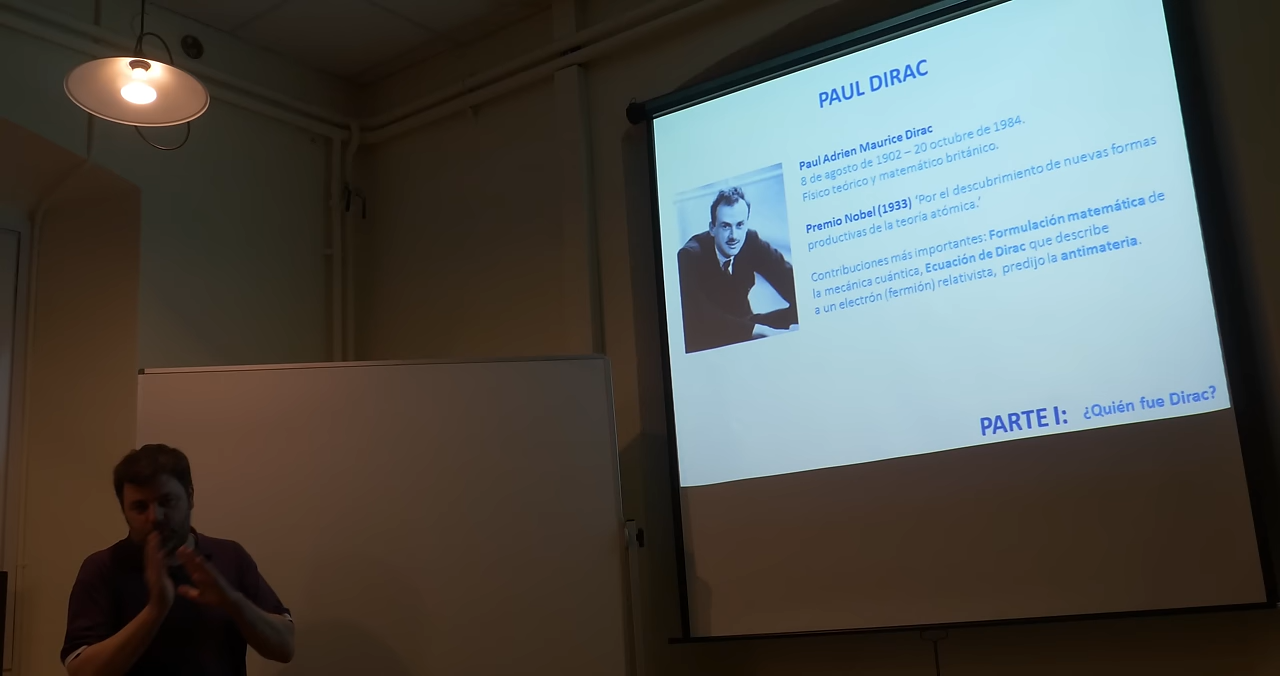 PAUL DIRAC
Paul Adrien Maurice Dirac
8 de agosto de 1902 – 20 octubre de 1984.
Físico teórico y matemático británico.
Premio Nobel (1933) ‘Por el descubrimiento de nuevas formas
productivas de la teoría atómica.’
Contribuciones más importantes: Formulación matemática de
la mecánica cuántica, Ecuación de Dirac que describe
a un electrón (fermión) relativista, predijo la antimateria.
PARTE I: ¿Quién fue Dirac?